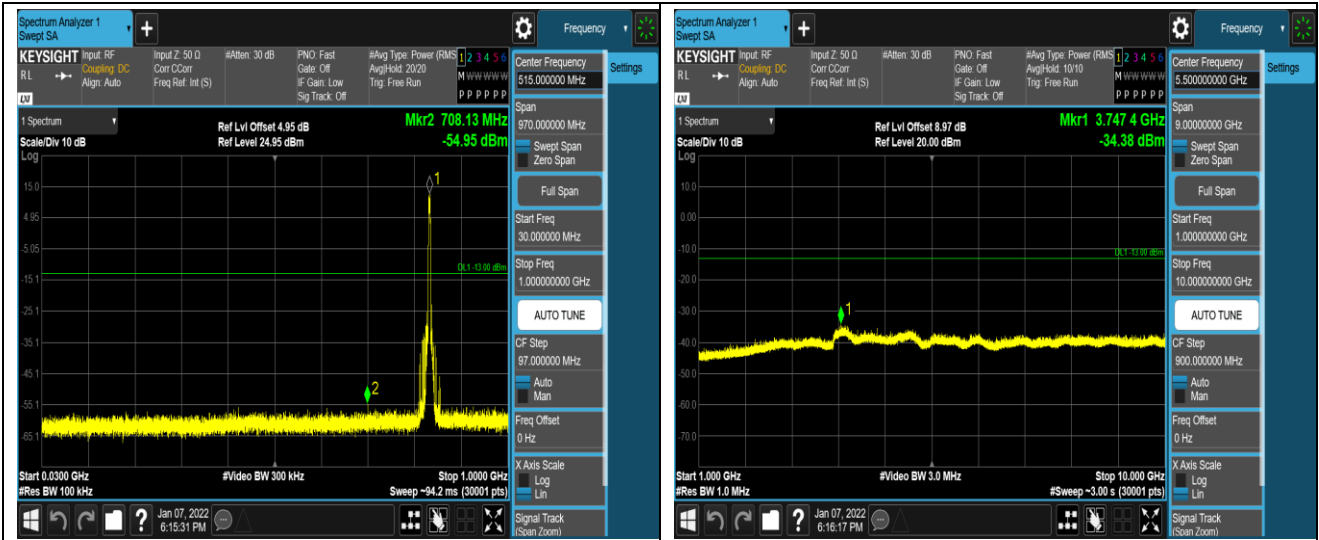 Spectrum Analyzer 1
Swept SA
+
Frequency
KEYSIGHT
RL
Input: RF
Coupling: DC
Align: Auto
Input Z: 50 Ω
Corr CCorr
Freq Ref: Int (S)
#Atten: 30 dB
PNO: Fast
Gate: Off
IF Gain: Low
Sig Track: Off
#Avg Type: Power (RMS
Avg|Hold: 20/20
Trig: Free Run
1 2 3 4 5 6
M W W W W W
P P P P P P
1 Spectrum
Scale/Div 10 dB
Log
Ref Lvl Offset 4.95 dB
Ref Level 24.95 dBm
Mkr2 708.13 MHz
-54.95 dBm
15.0
4.95
-5.05
-15.1
-25.1
-35.1
-45.1
-55.1
-65.1
DL1 -13.00 dBm
1
2
Start 0.0300 GHz
#Res BW 100 kHz
#Video BW 300 kHz
Stop 1.0000 GHz
Sweep ~94.2 ms (30001 pts)
Center Frequency
515.000000 MHz
Settings
Span
970.000000 MHz
Swept Span
Zero Span
Full Span
Start Freq
30.000000 MHz
Stop Freq
1.000000000 GHz
AUTO TUNE
CF Step
97.000000 MHz
Auto
Man
Freq Offset
0 Hz
X Axis Scale
Log
Lin
Signal Track
(Span Zoom)
?
Jan 07, 2022
6:15:31 PM
Spectrum Analyzer 1
Swept SA
+
Frequency
KEYSIGHT
RL
Input: RF
Coupling: DC
Align: Auto
Input Z: 50 Ω
Corr CCorr
Freq Ref: Int (S)
#Atten: 30 dB
PNO: Fast
Gate: Off
IF Gain: Low
Sig Track: Off
#Avg Type: Power (RMS
Avg|Hold: 10/10
Trig: Free Run
1 2 3 4 5 6
M W W W W W
P P P P P P
1 Spectrum
Scale/Div 10 dB
Log
Ref Lvl Offset 8.97 dB
Ref Level 20.00 dBm
Mkr1 3.747 4 GHz
-34.38 dBm
10.0
0.00
-10.0
-20.0
-30.0
-40.0
-50.0
-60.0
-70.0
DL1 -13.00 dBm
1
Start 1.000 GHz
#Res BW 1.0 MHz
#Video BW 3.0 MHz
Stop 10.000 GHz
#Sweep ~3.00 s (30001 pts)
Center Frequency
5.500000000 GHz
Settings
Span
9.00000000 GHz
Swept Span
Zero Span
Full Span
Start Freq
1.000000000 GHz
Stop Freq
10.000000000 GHz
AUTO TUNE
CF Step
900.000000 MHz
Auto
Man
Freq Offset
0 Hz
X Axis Scale
Log
Lin
Signal Track
(Span Zoom)
?
Jan 07, 2022
6:16:17 PM